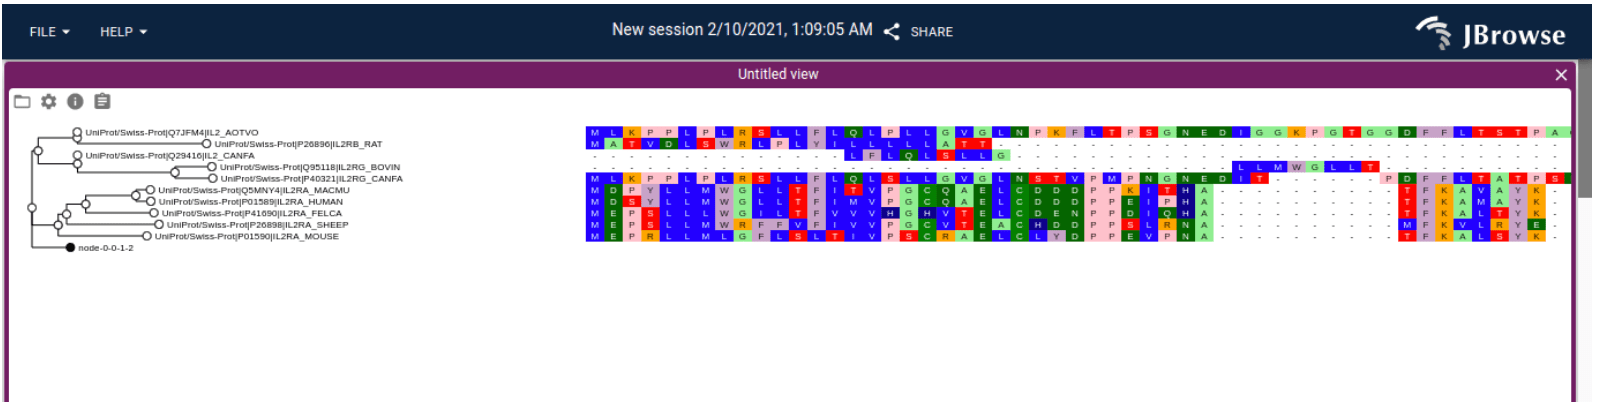 FILE HELP New session 2/10/2021, 1:09:05 AM SHARE JBrowse
Untitled view
UniProt/Swiss-Prot|Q7JFM4|IL2_AOTVO M L K P P L P L R S L L F L Q L P L L G V G L N P K F L T P S G N E D I G G K P G T G G D F F L T S T P A
UniProt/Swiss-Prot|P26896|IL2RB_RAT M A T V D L S W R L P L Y I L L L L L A T T - - - - - - - - - - - - - - - - - - - - - - - - - - - - - - -
UniProt/Swiss-Prot|Q29416|IL2_CANFA - - - - - - - - - - - - - - L F L Q L S L L G - - - - - - - - - - - - - - - - - - - - - - - - - - - - - -
UniProt/Swiss-Prot|Q95118|IL2RG_BOVIN - - - - - - - - - - - - - - - - - - - - - - - - - - - - - - - - - - - L L M W G L L T - - - - - - - - - -
UniProt/Swiss-Prot|P40321|IL2RG_CANFA M L K P P L P L R S L L F L Q L S L L G V G L N S T V P M P N G N E D I T - - - - - - P D F F L T A T P S
UniProt/Swiss-Prot|Q5MNY4|IL2RA_MACMU M D P Y L L M W G L L T F I T V P G C Q A E L C D D D P P K I T H A - - - - - - - - - - T F K A V A Y K -
UniProt/Swiss-Prot|P01589|IL2RA_HUMAN M D S Y L L M W G L L T F I M V P G C Q A E L C D D D P P E I P H A - - - - - - - - - - T F K A M A Y K -
UniProt/Swiss-Prot|P41690|IL2RA_FELCA M E P S L L L W G I L T F V V V H G H V T E L C D E N P P D I Q H A - - - - - - - - - - T F K A L T Y K -
UniProt/Swiss-Prot|P26898|IL2RA_SHEEP M E P S L L M W R F F V F I V V P G C V T E A C H D D P P S L R N A - - - - - - - - - - M F K V L R Y E -
UniProt/Swiss-Prot|P01590|IL2RA_MOUSE M E P R L L M L G F L S L T I V P S C R A E L C L Y D P P E V P N A - - - - - - - - - - T F K A L S Y K -
node-0-0-1-2